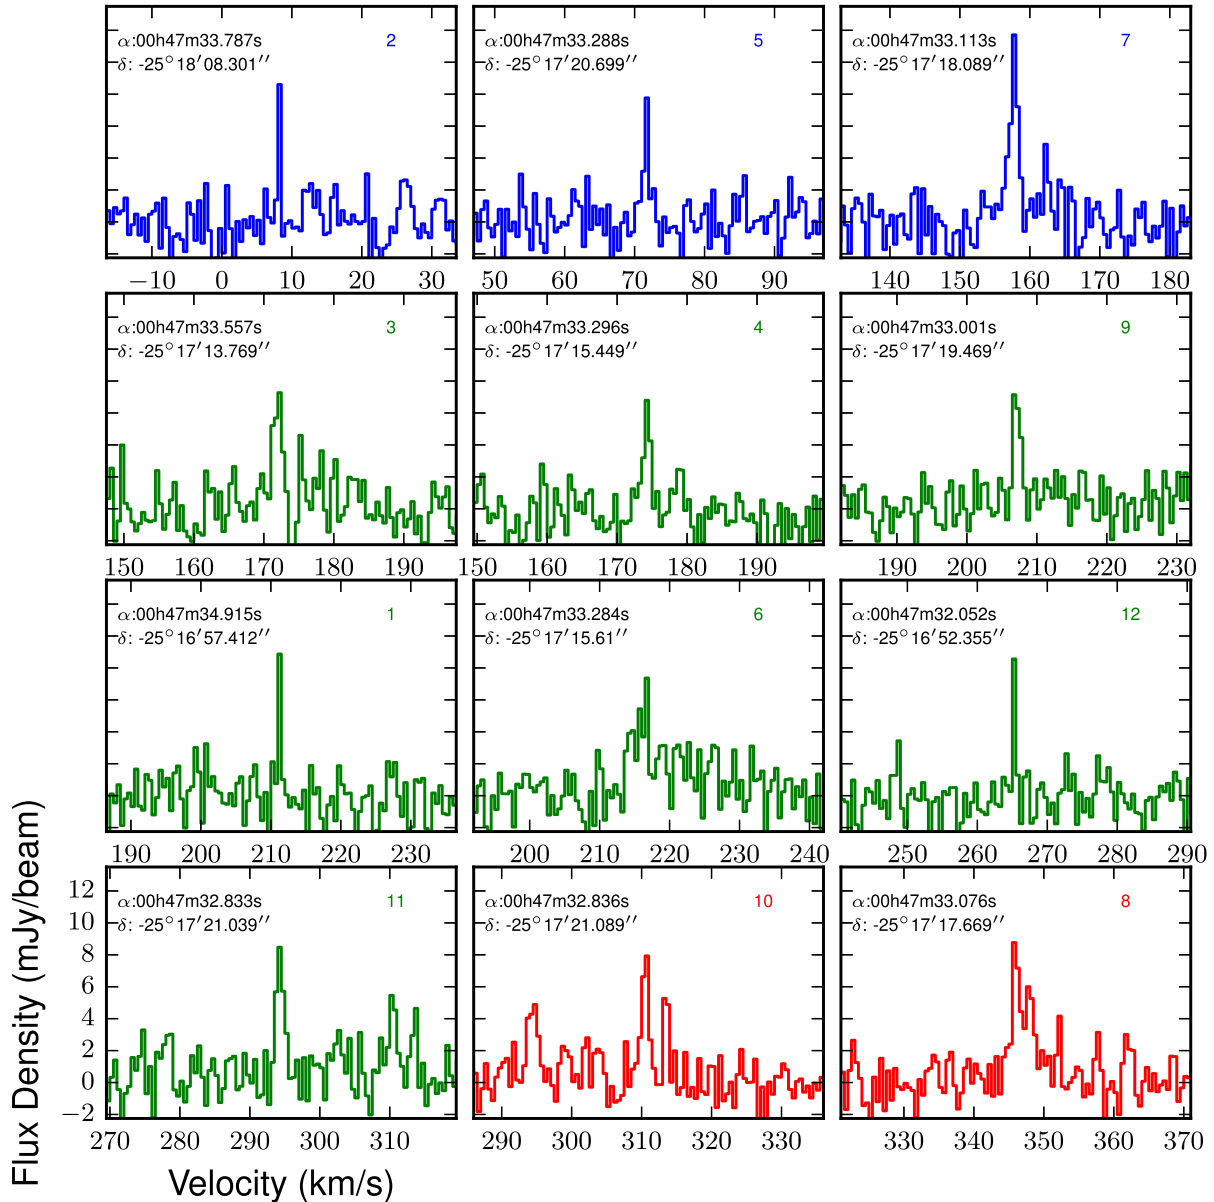 α:00h47m33.787s 2
δ: -25°18′08.301′′
−10 0 10 20 30
α:00h47m33.288s 5
δ: -25°17′20.699′′
50 60 70 80 90
α:00h47m33.113s 7
δ: -25°17′18.089′′
140 150 160 170 180
α:00h47m33.557s 3
δ: -25°17′13.769′′
150 160 170 180 190
α:00h47m33.296s 4
δ: -25°17′15.449′′
150 160 170 180 190
α:00h47m33.001s 9
δ: -25°17′19.469′′
190 200 210 220 230
α:00h47m34.915s 1
δ: -25°16′57.412′′
190 200 210 220 230
α:00h47m33.284s 6
δ: -25°17′15.61′′
200 210 220 230 240
α:00h47m32.052s 12
δ: -25°16′52.355′′
250 260 270 280 290
Flux Density (mJy/beam)
12
10
8
6
4
2
0
−2
α:00h47m32.833s 11
δ: -25°17′21.039′′
270 280 290 300 310
α:00h47m32.836s 10
δ: -25°17′21.089′′
290 300 310 320 330
α:00h47m33.076s 8
δ: -25°17′17.669′′
330 340 350 360 370
Velocity (km/s)